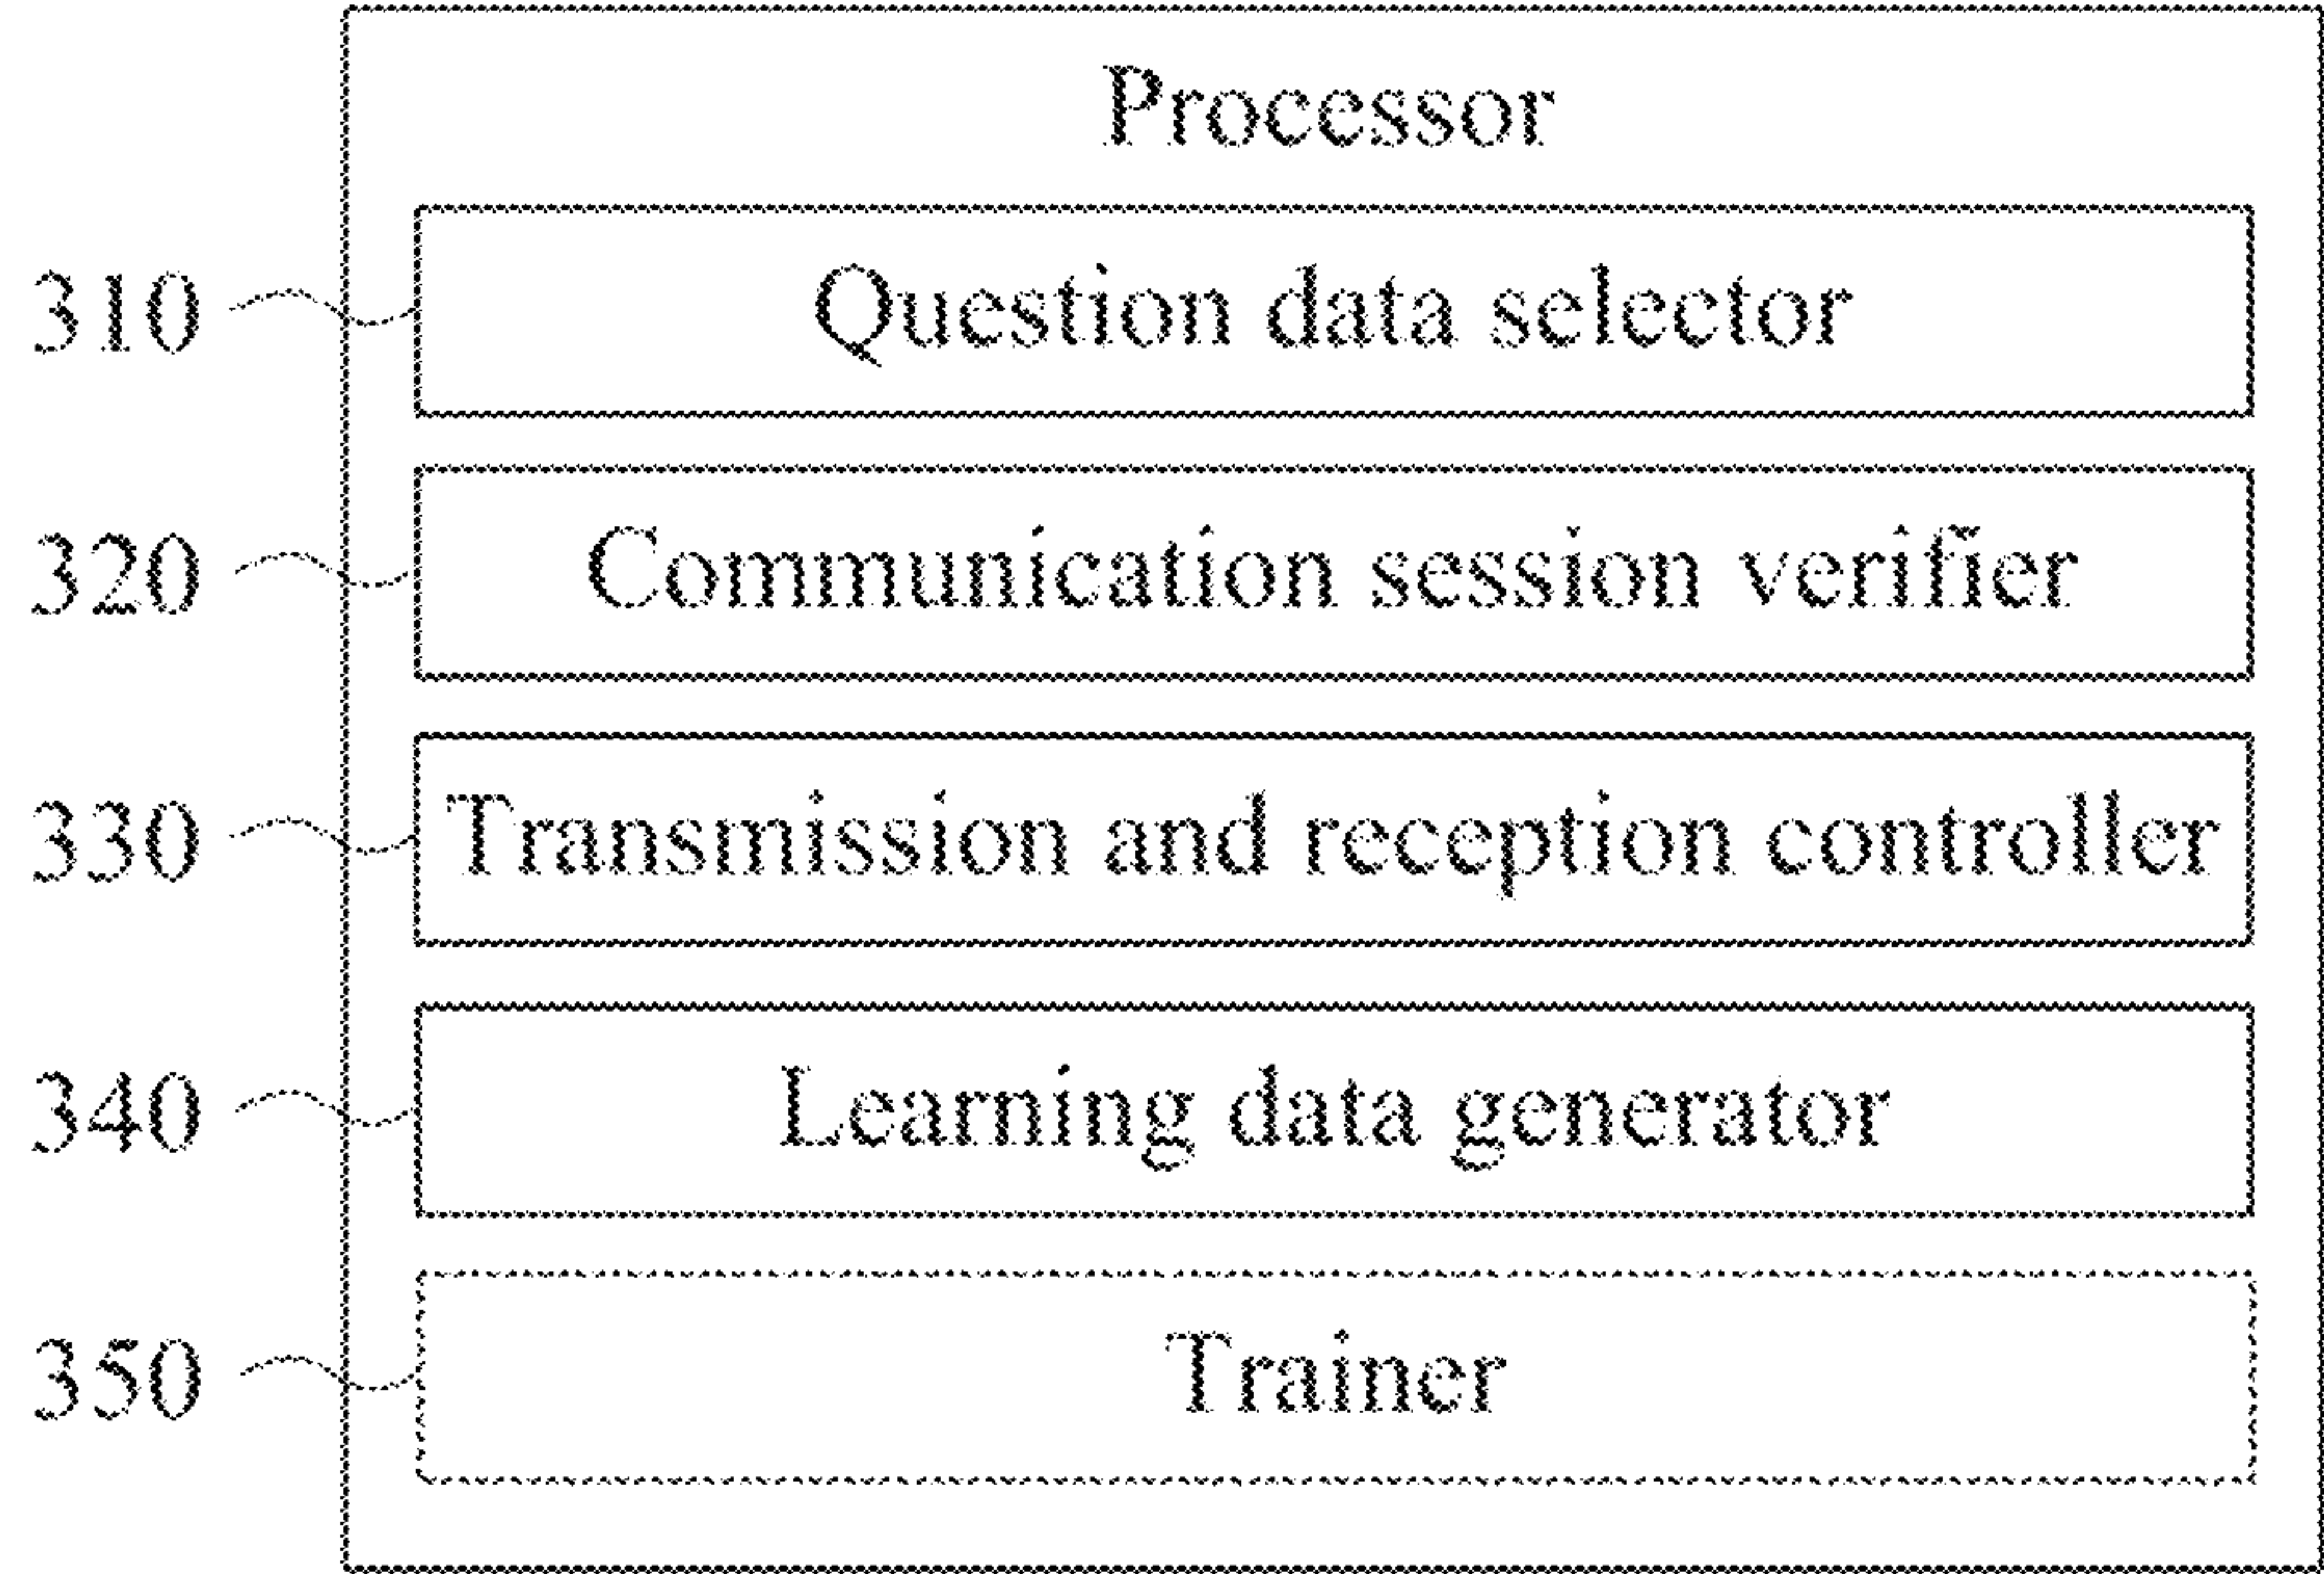 Processor
310 Question data selector
320 Communication session verifier
330 Transmission and reception controller
340 Learning data generator
350 Trainer